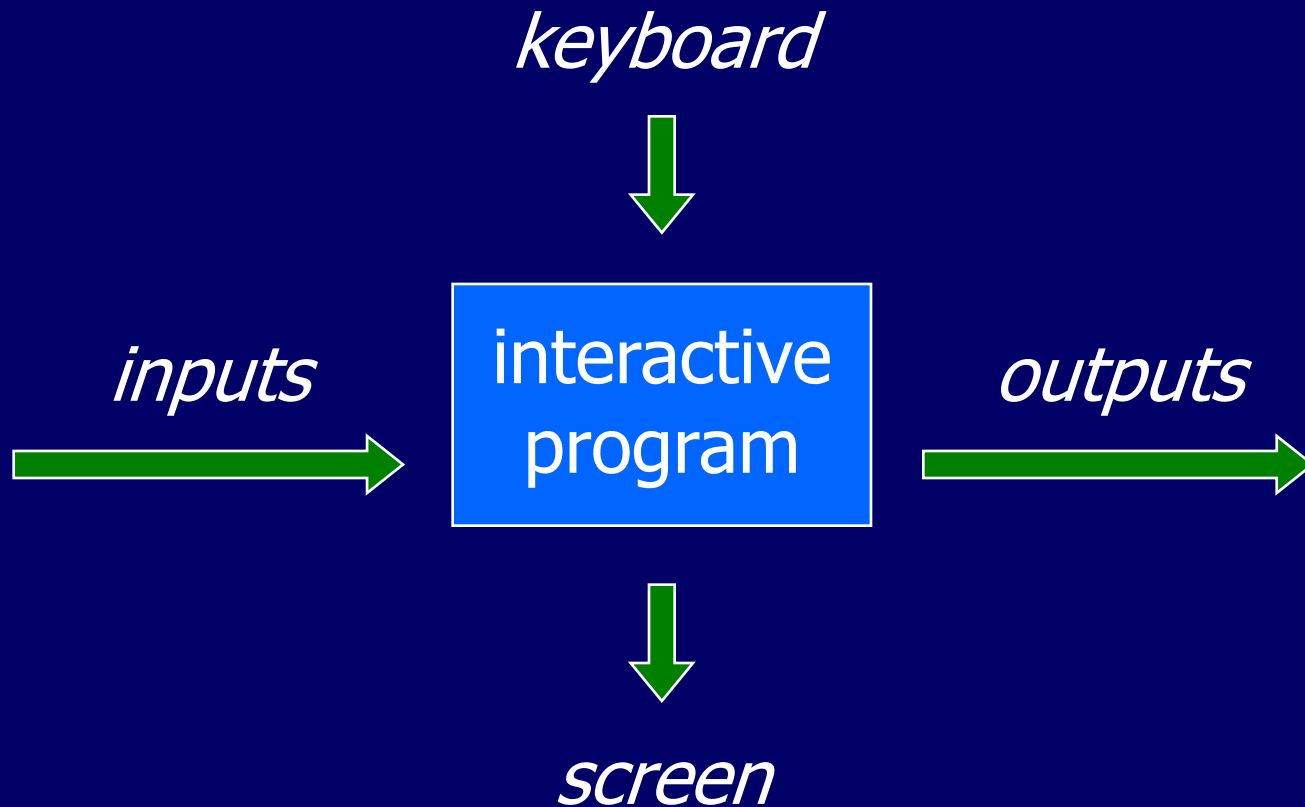 keyboard
inputs
interactive
program
outputs
screen